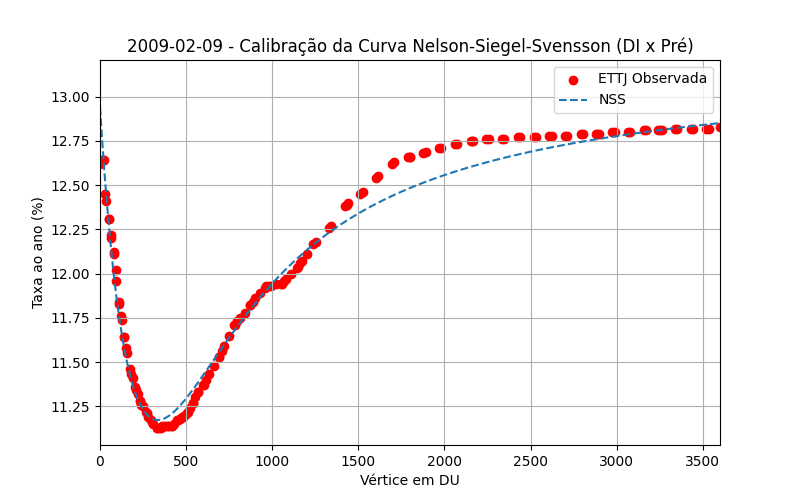 2009-02-09 - Calibração da Curva Nelson-Siegel-Svensson (DI x Pré)
ETTJ Observada
NSS
Taxa ao ano (%)
13.00
12.75
12.50
12.25
12.00
11.75
11.50
11.25
0 500 1000 1500 2000 2500 3000 3500
Vértice em DU